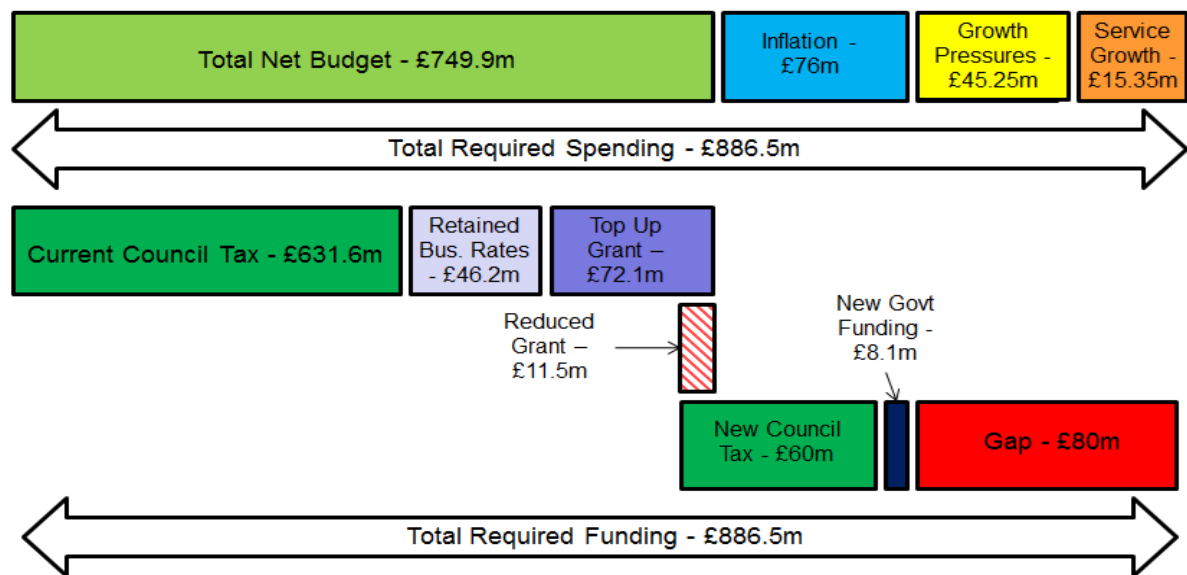 Total Net Budget - £749.9m
Inflation -
£76m
Growth
Pressures -
£45.25m
Service
Growth -
£15.35m
Total Required Spending - £886.5m
Current Council Tax - £631.6m
Retained
Bus. Rates
- £46.2m
Top Up
Grant –
£72.1m
Reduced
Grant –
£11.5m
New Govt
Funding -
£8.1m
New Council
Tax - £60m
Gap - £80m
Total Required Funding - £886.5m